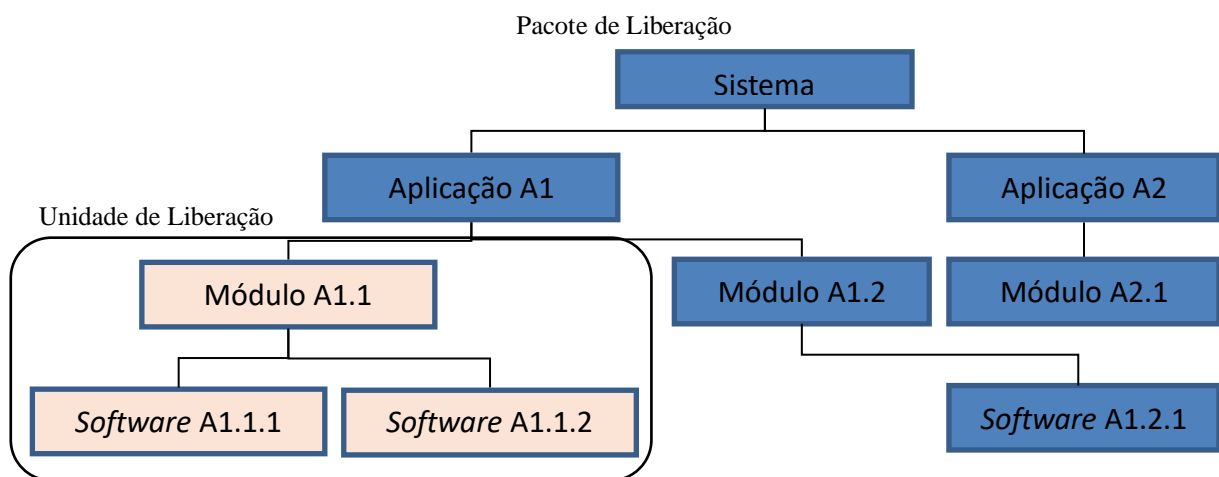 Pacote de Liberação
Sistema
Aplicação A1
Aplicação A2
Unidade de Liberação
Módulo A1.1
Módulo A1.2
Módulo A2.1
Software A1.1.1
Software A1.1.2
Software A1.2.1